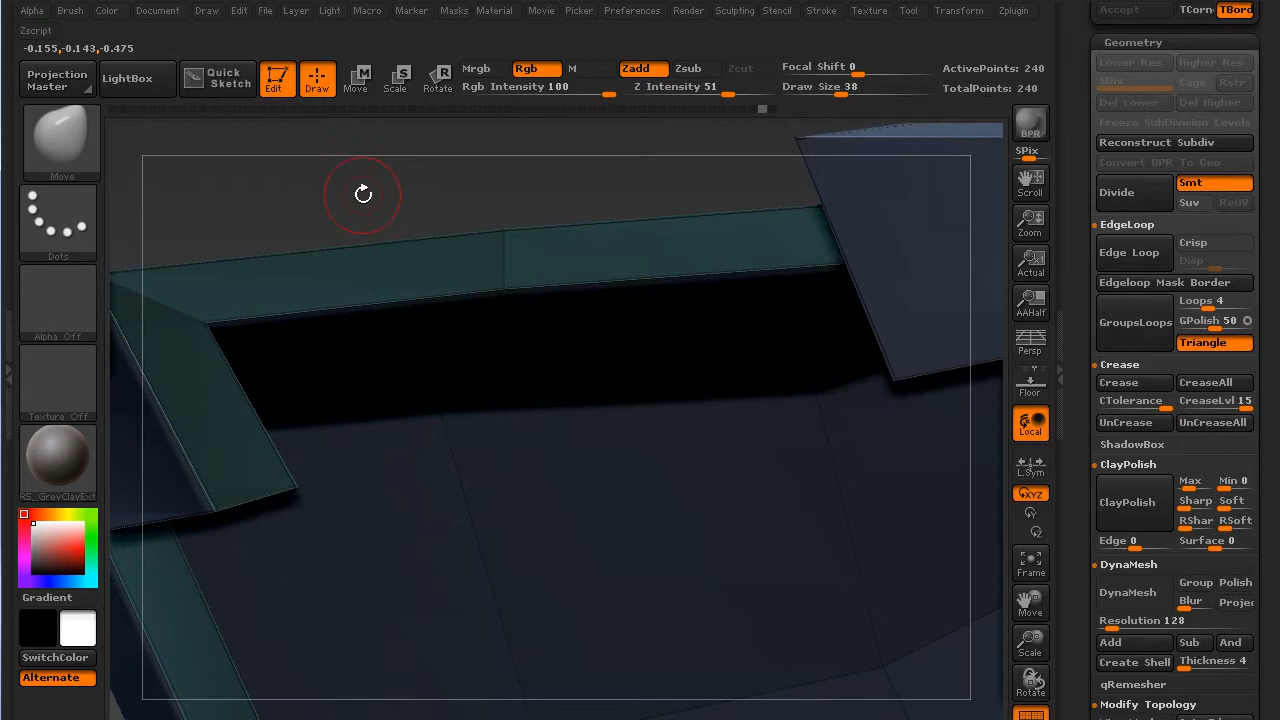 Alpha Brush Color Document Draw Edit File Layer Light Macro Marker Masks Material Movie Picker Preferences Render Sculpting Stencil Stroke Texture Tool Transform Zplugin
Zscript
-0.155,-0.143,-0.475
Projection Master
LightBox
Quick Sketch
Edit
Draw
Move
Scale
Rotate
Mrgb Rgb M
Rgb Intensity 100
Zadd Zsub Zcut
Z Intensity 51
Focal Shift 0
Draw Size 38
ActivePoints: 240
TotalPoints: 240
Move
Dots
Alpha Off
Texture Off
RS_GreyClayExt
Gradient
SwitchColor
Alternate
BPR
SPix
Scroll
Zoom
Actual
AAHalf
Persp
Floor
Local
L.Sym
XYZ
Y
Z
Frame
Move
Scale
Rotate
Accept TCorn TBord
Geometry
Lower Res Higher Res
SDiv Cage Rstr
Del Lower Del Higher
Freeze SubDivision Levels
Reconstruct Subdiv
Convert BPR To Geo
Divide Smt
Suv ReUV
EdgeLoop
Edge Loop Crisp
Disp
Edgeloop Mask Border
GroupsLoops Loops 4
GPolish 50
Triangle
Crease
Crease CreaseAll
CTolerance CreaseLvl 15
UnCrease UnCreaseAll
ShadowBox
ClayPolish
ClayPolish Max Min 0
Sharp Soft
RShar RSoft
Edge 0 Surface 0
DynaMesh
DynaMesh Group Polish
Blur Proje
Resolution 128
Add Sub And
Create Shell Thickness 4
qRemesher
Modify Topology